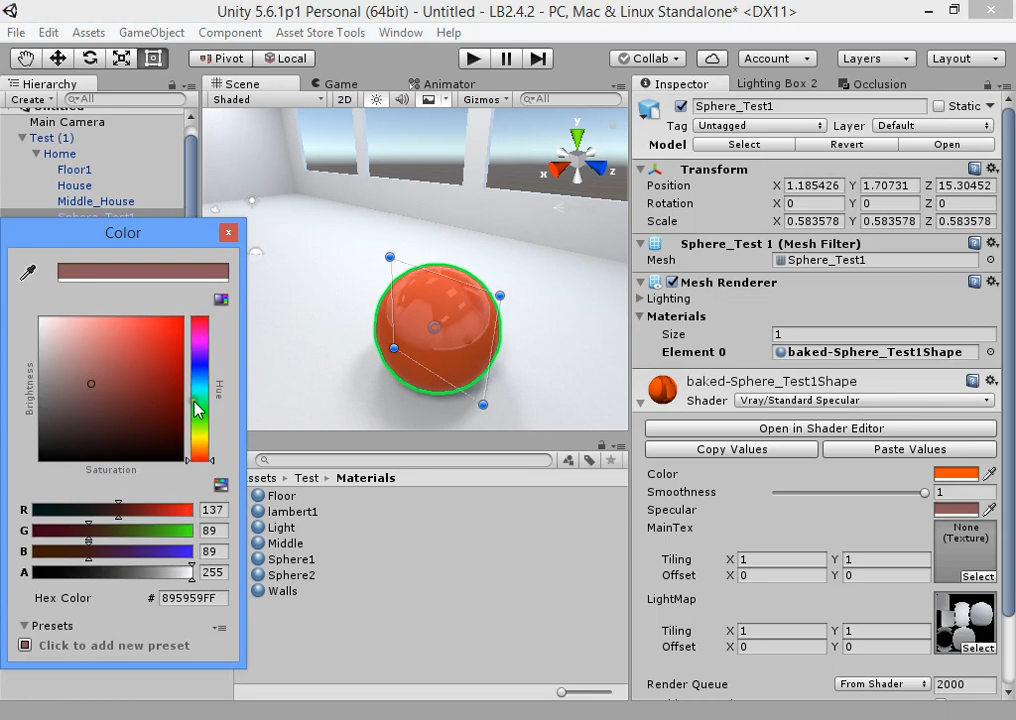 Unity 5.6.1p1 Personal (64bit) - Untitled - LB2.4.2 - PC, Mac & Linux Standalone* <DX11>
File Edit Assets GameObject Component Asset Store Tools Window Help
Pivot Local Collab Account Layers Layout
Hierarchy
Create All
Untitled
Main Camera
Test (1)
Home
Floor1
House
Middle_House
Sphere_Test1
Scene Game Animator
Shaded 2D Gizmos All
y
x
z
Color
Brightness
Hue
Saturation
R 137
G 89
B 89
A 255
Hex Color # 895959FF
Presets
Click to add new preset
ssets Test Materials
Floor
lambert1
Light
Middle
Sphere1
Sphere2
Walls
Inspector Lighting Box 2 Occlusion
Sphere_Test1 Static
Tag Untagged Layer Default
Model Select Revert Open
Transform
Position X 1.185426 Y 1.70731 Z 15.30452
Rotation X 0 Y 0 Z 0
Scale X 0.583578 Y 0.583578 Z 0.583578
Sphere_Test 1 (Mesh Filter)
Mesh Sphere_Test1
Mesh Renderer
Lighting
Materials
Size 1
Element 0 baked-Sphere_Test1Shape
baked-Sphere_Test1Shape
Shader Vray/Standard Specular
Open in Shader Editor
Copy Values Paste Values
Color
Smoothness 1
Specular
MainTex None (Texture)
Tiling X 1 Y 1
Offset X 0 Y 0 Select
LightMap
Tiling X 1 Y 1
Offset X 0 Y 0 Select
Render Queue From Shader 2000